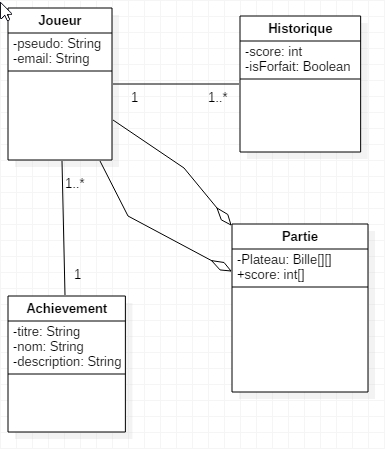 Joueur
-pseudo: String
-email: String
Historique
-score: int
-isForfait: Boolean
1
1..*
1..*
1
Partie
-Plateau: Bille[][]
+score: int[]
Achievement
-titre: String
-nom: String
-description: String